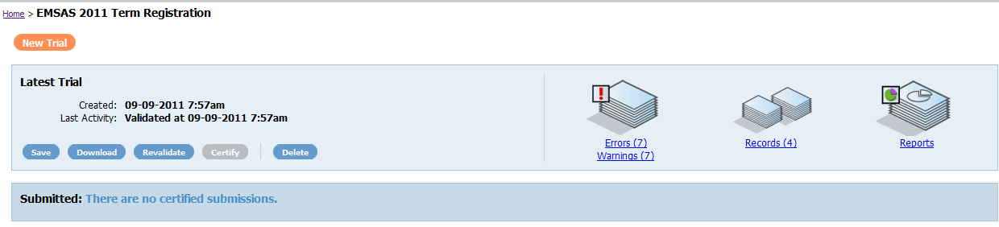 Home > EMSAS 2011 Term Registration
New Trial
Latest Trial
Created: 09-09-2011 7:57am
Last Activity: Validated at 09-09-2011 7:57am
Save Download Revalidate Certify Delete
Errors (7)
Warnings (7)
Records (4)
Reports
Submitted: There are no certified submissions.